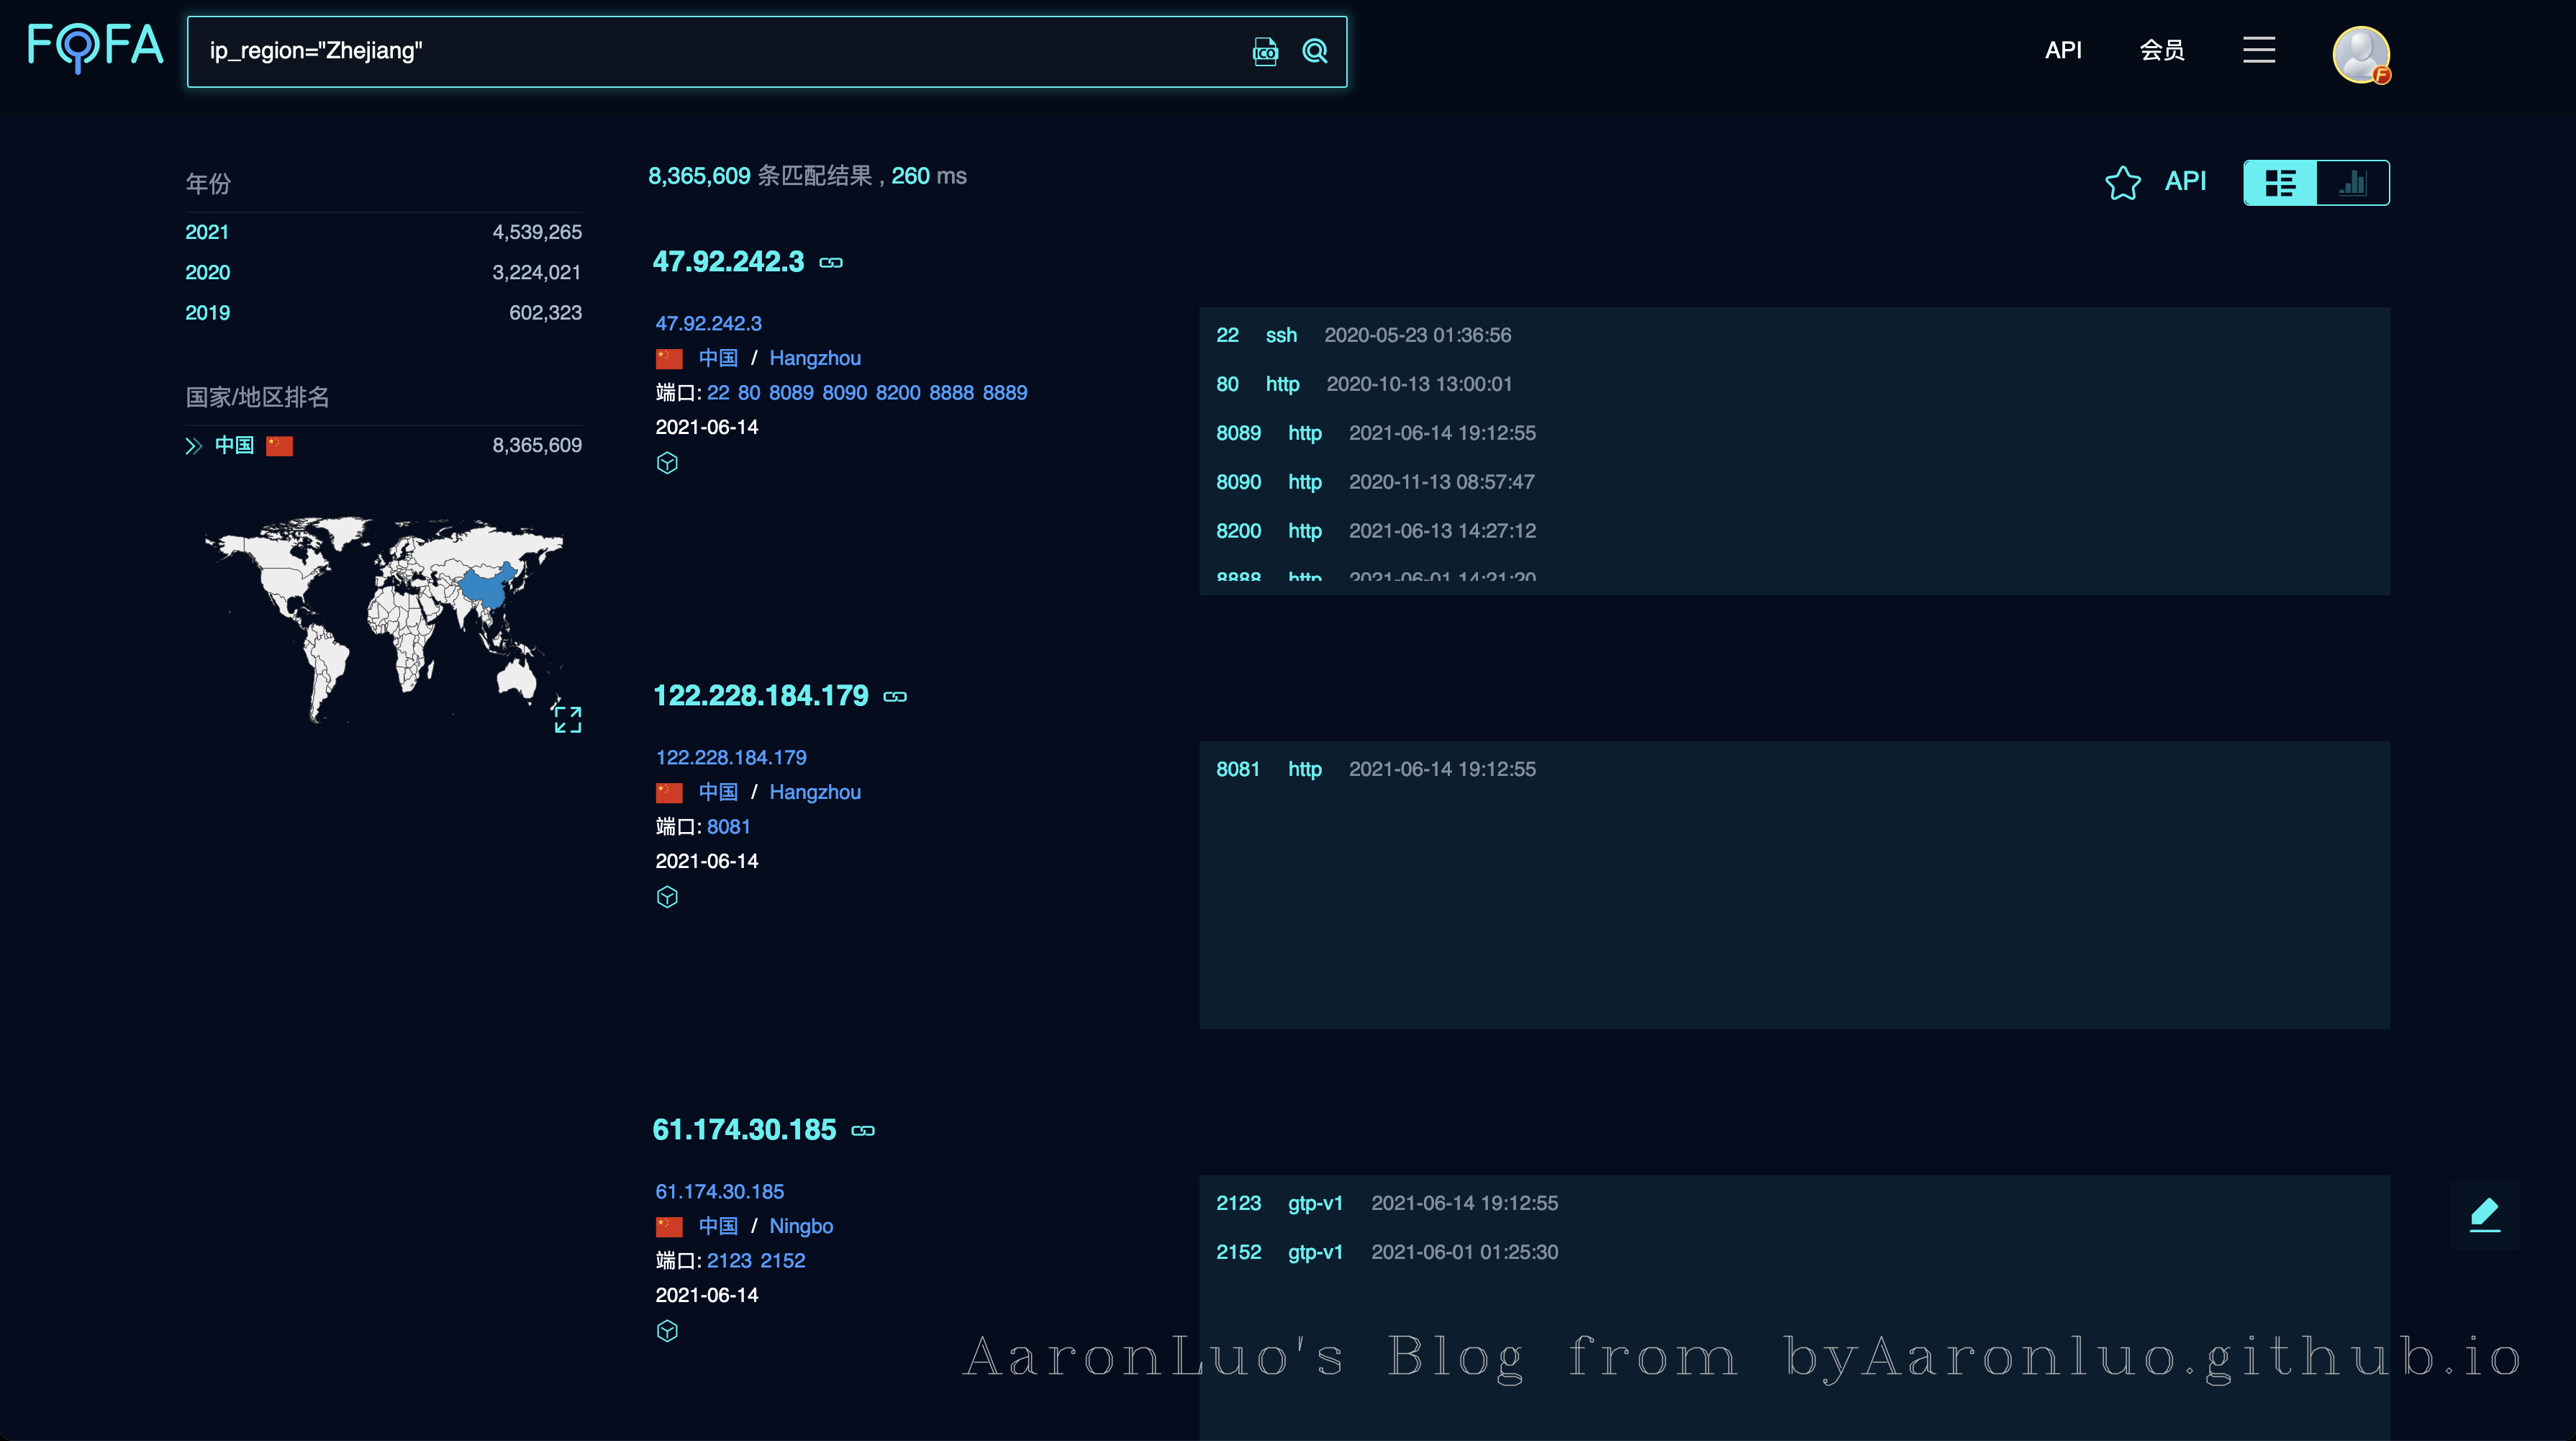 FOFA
ip_region="Zhejiang"
ICO
API
会员
F
年份
2021 4,539,265
2020 3,224,021
2019 602,323
国家/地区排名
中国 8,365,609
8,365,609 条匹配结果 , 260 ms
API
47.92.242.3
47.92.242.3
中国 / Hangzhou
端口: 22 80 8089 8090 8200 8888 8889
2021-06-14
22 ssh 2020-05-23 01:36:56
80 http 2020-10-13 13:00:01
8089 http 2021-06-14 19:12:55
8090 http 2020-11-13 08:57:47
8200 http 2021-06-13 14:27:12
8888 http 2021-06-01 14:21:20
122.228.184.179
122.228.184.179
中国 / Hangzhou
端口: 8081
2021-06-14
8081 http 2021-06-14 19:12:55
61.174.30.185
61.174.30.185
中国 / Ningbo
端口: 2123 2152
2021-06-14
2123 gtp-v1 2021-06-14 19:12:55
2152 gtp-v1 2021-06-01 01:25:30
AaronLuo's Blog from byAaronluo.github.io